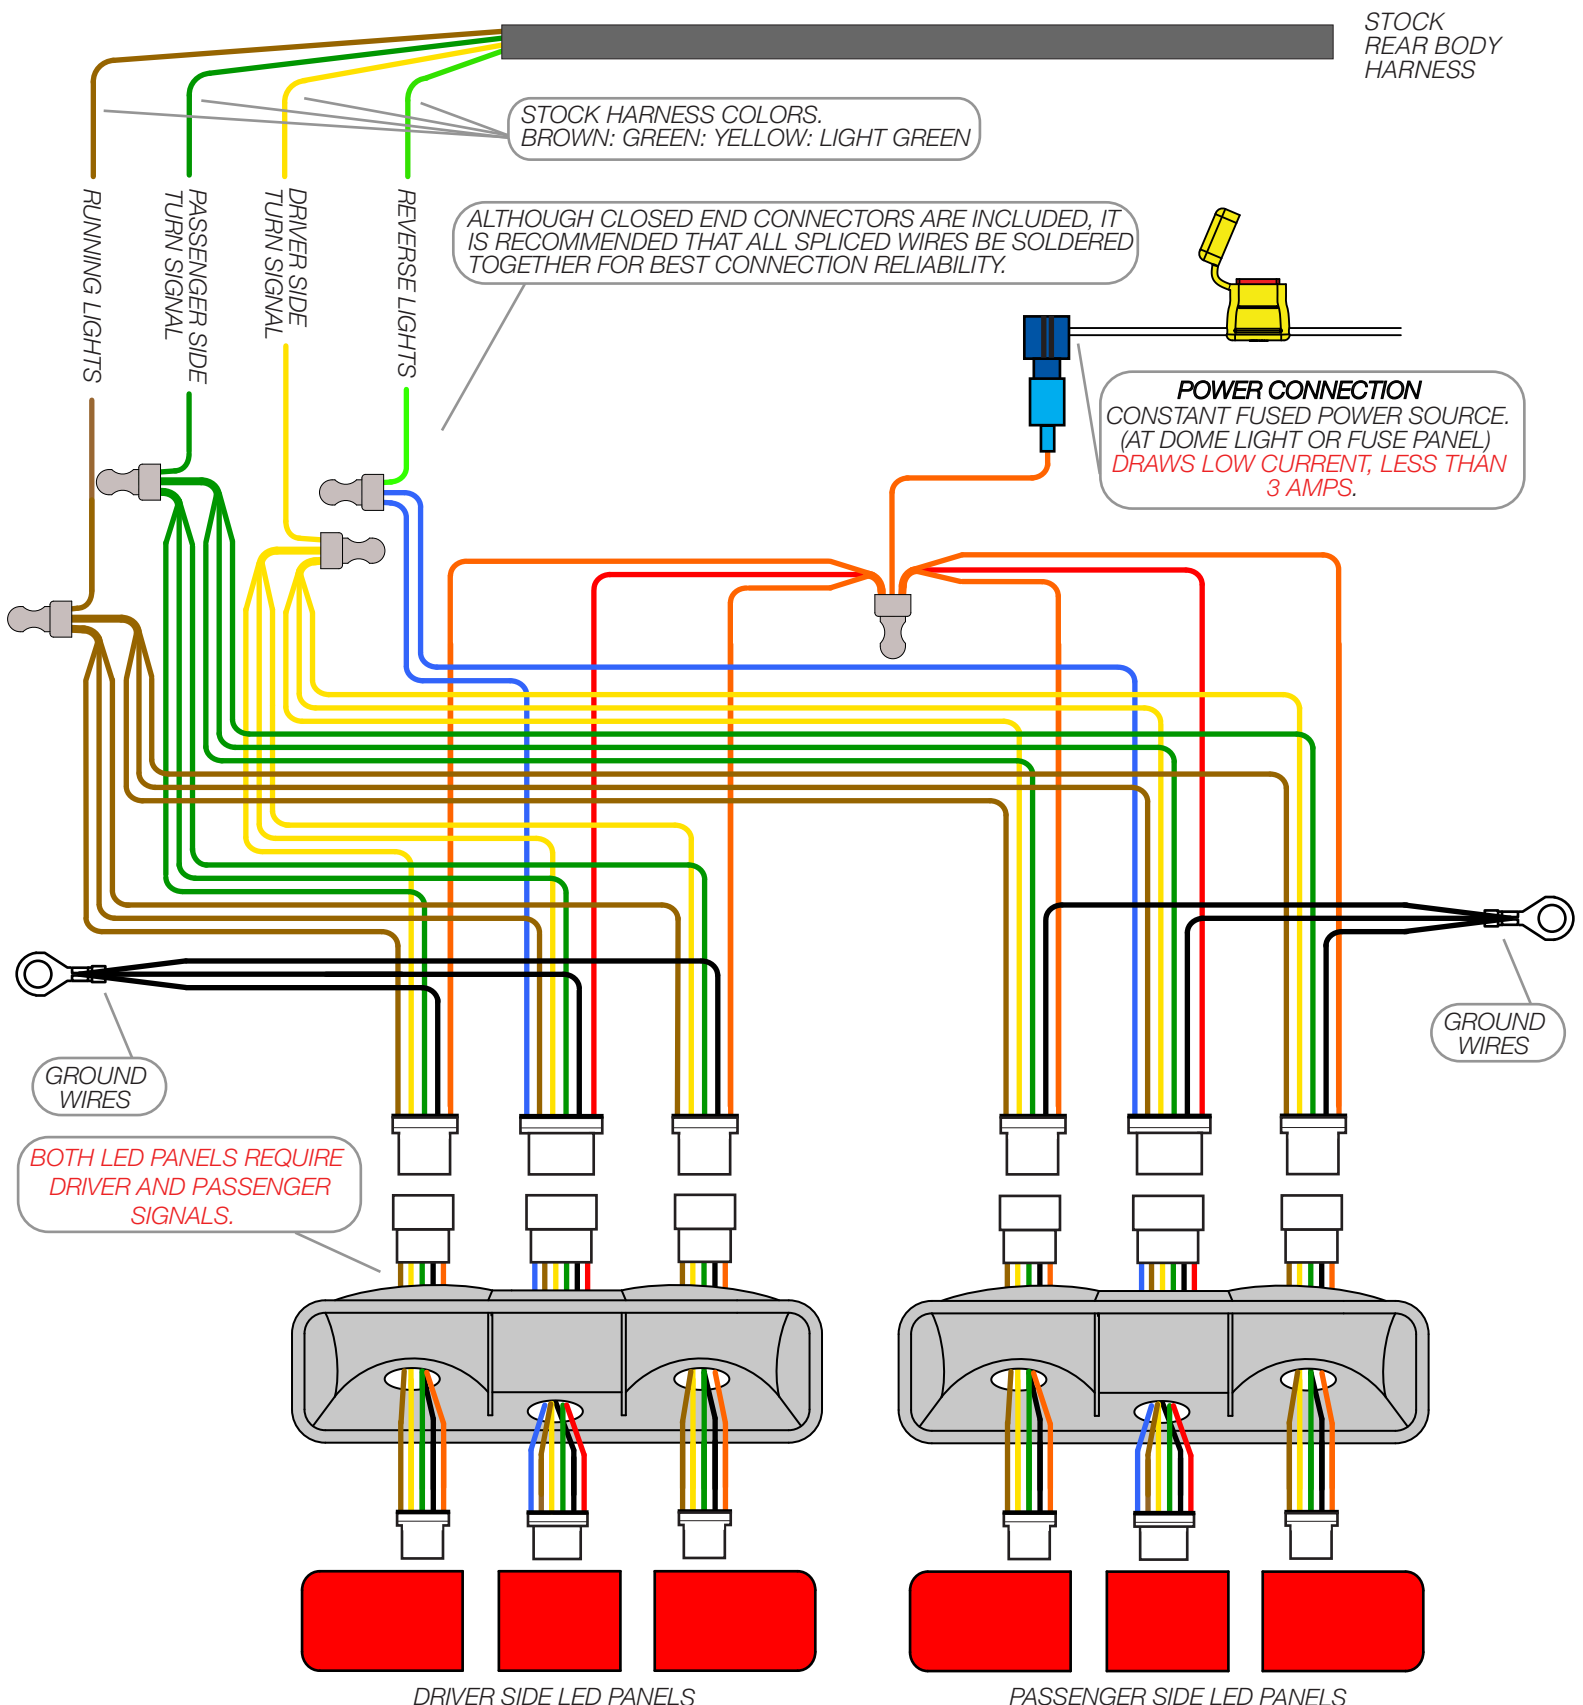 STOCK
REAR BODY
HARNESS
STOCK HARNESS COLORS.
BROWN: GREEN: YELLOW: LIGHT GREEN
RUNNING LIGHTS
PASSENGER SIDE
TURN SIGNAL
DRIVER SIDE
TURN SIGNAL
REVERSE LIGHTS
ALTHOUGH CLOSED END CONNECTORS ARE INCLUDED, IT
IS RECOMMENDED THAT ALL SPLICED WIRES BE SOLDERED
TOGETHER FOR BEST CONNECTION RELIABILITY.
POWER CONNECTION
CONSTANT FUSED POWER SOURCE.
(AT DOME LIGHT OR FUSE PANEL)
DRAWS LOW CURRENT, LESS THAN
3 AMPS.
GROUND
WIRES
GROUND
WIRES
BOTH LED PANELS REQUIRE
DRIVER AND PASSENGER
SIGNALS.
DRIVER SIDE LED PANELS
PASSENGER SIDE LED PANELS